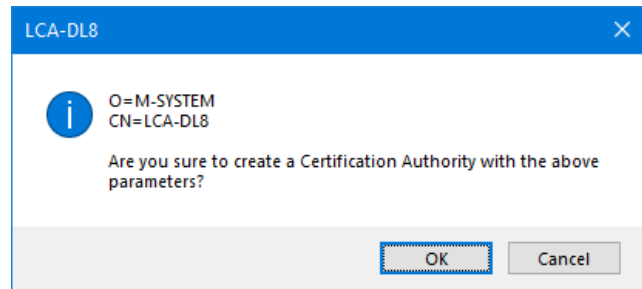 LCA-DL8
O=M-SYSTEM
CN=LCA-DL8
Are you sure to create a Certification Authority with the above
parameters?
OK
Cancel